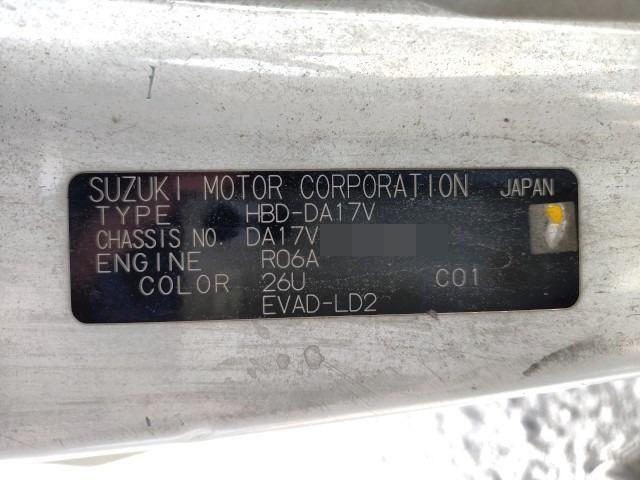 SUZUKI MOTOR CORPORATION JAPAN
TYPE HBD-DA17V
CHASSIS NO. DA17V
ENGINE R06A
COLOR 26U C01
EVAD-LD2